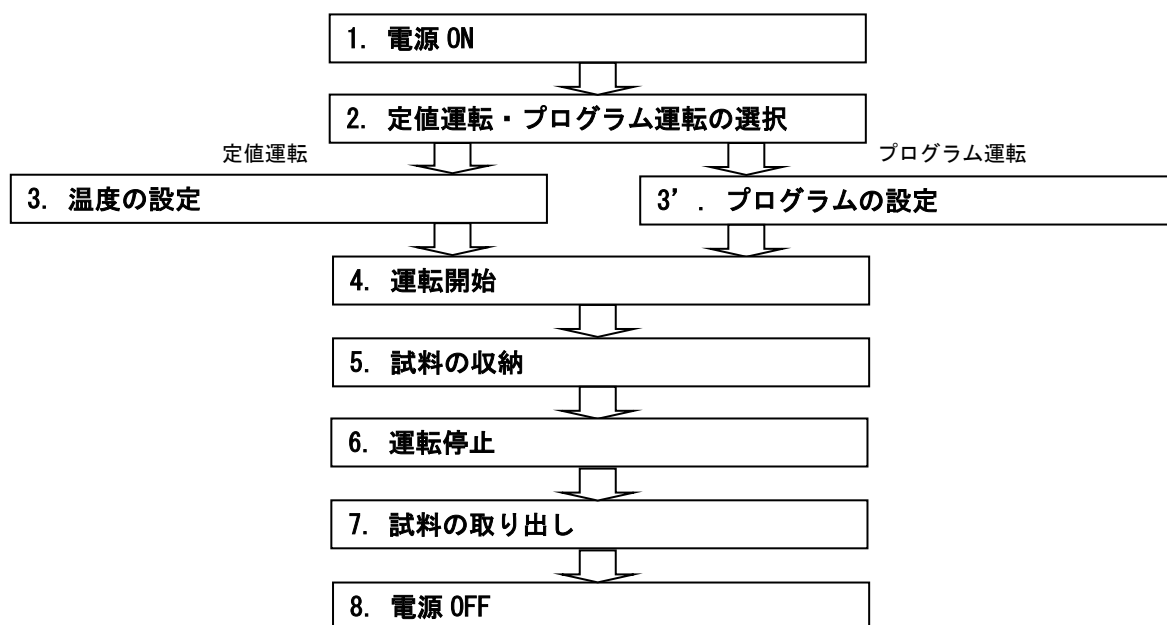 1. 電源 ON
2. 定値運転・プログラム運転の選択
定値運転
プログラム運転
3. 温度の設定
3’. プログラムの設定
4. 運転開始
5. 試料の収納
6. 運転停止
7. 試料の取り出し
8. 電源 OFF